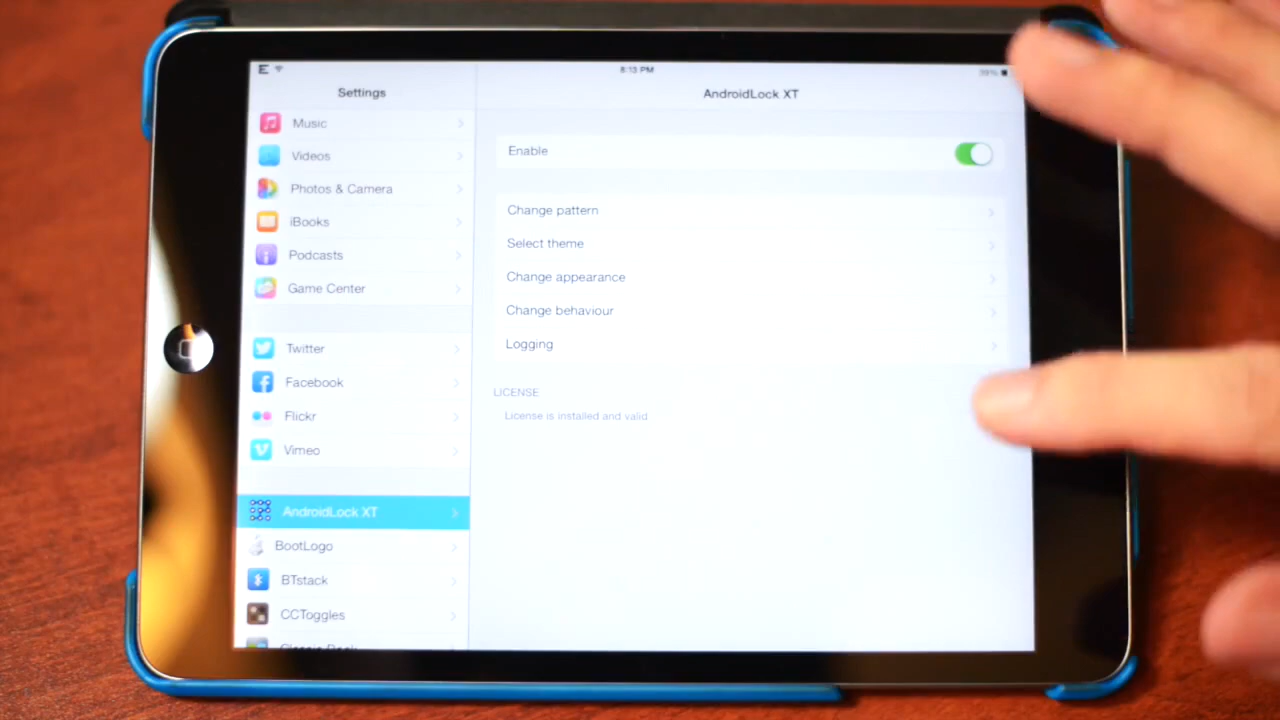 8:13 PM
39%
Settings
Music
Videos
Photos & Camera
iBooks
Podcasts
Game Center
Twitter
Facebook
Flickr
Vimeo
AndroidLock XT
BootLogo
BTstack
CCToggles
AndroidLock XT
Enable
Change pattern
Select theme
Change appearance
Change behaviour
Logging
LICENSE
License is installed and valid